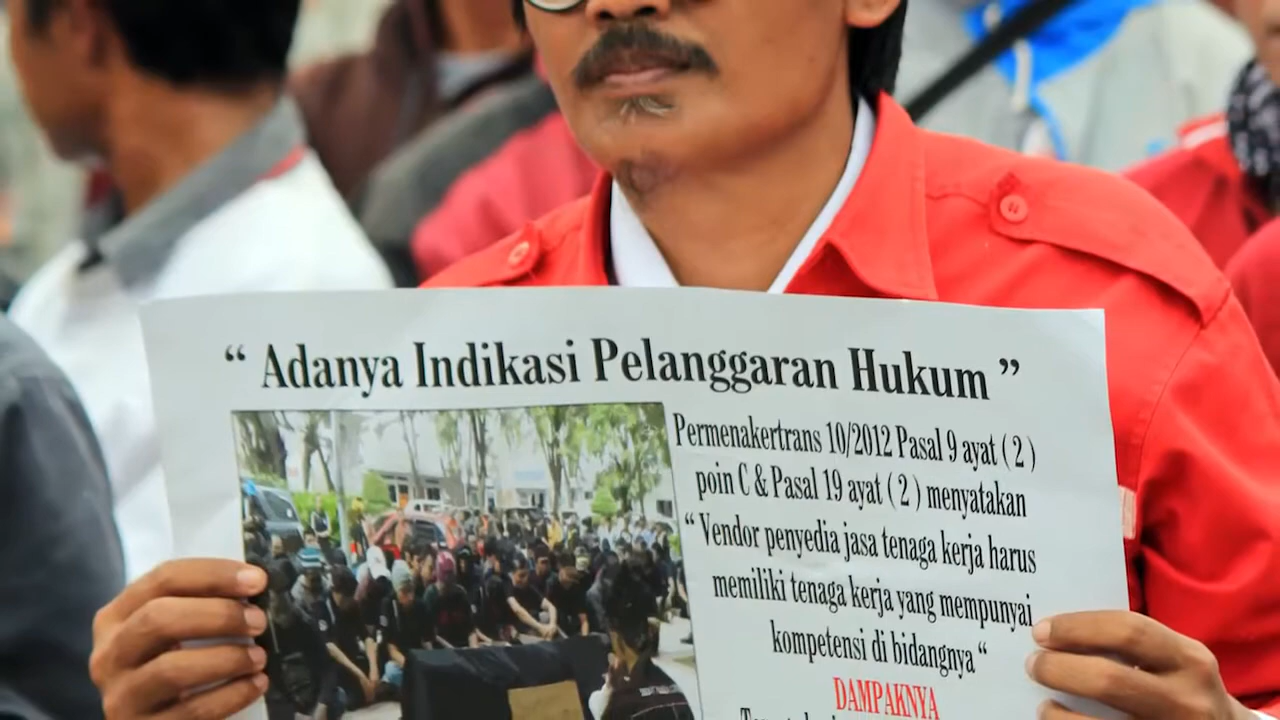 “ Adanya Indikasi Pelanggaran Hukum ”
Permenakertrans 10/2012 Pasal 9 ayat ( 2 )
poin C & Pasal 19 ayat ( 2 ) menyatakan
“ Vendor penyedia jasa tenaga kerja harus
memiliki tenaga kerja yang mempunyai
kompetensi di bidangnya “
DAMPAKNYA